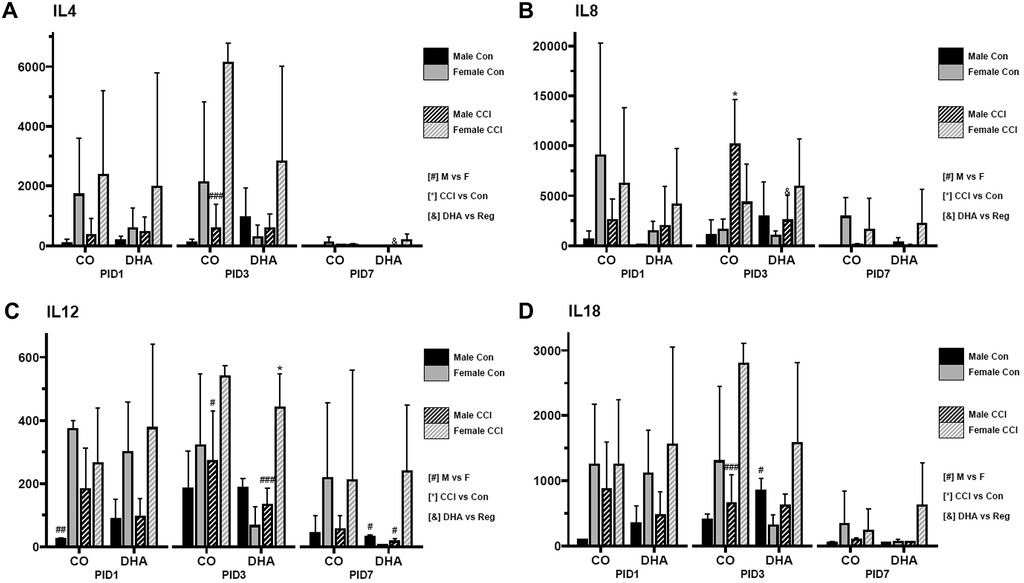 A IL4
6000
4000
2000
0
CO DHA
PID1
CO DHA
PID3
CO DHA
PID7
###
&
Male Con
Female Con
Male CCI
Female CCI
[#] M vs F
[*] CCI vs Con
[&] DHA vs Reg
B IL8
20000
15000
10000
5000
0
CO DHA
PID1
CO DHA
PID3
CO DHA
PID7
*
&
Male Con
Female Con
Male CCI
Female CCI
[#] M vs F
[*] CCI vs Con
[&] DHA vs Reg
C IL12
600
400
200
0
CO DHA
PID1
CO DHA
PID3
CO DHA
PID7
##
#
###
*
#
#
Male Con
Female Con
Male CCI
Female CCI
[#] M vs F
[*] CCI vs Con
[&] DHA vs Reg
D IL18
3000
2000
1000
0
CO DHA
PID1
CO DHA
PID3
CO DHA
PID7
###
#
Male Con
Female Con
Male CCI
Female CCI
[#] M vs F
[*] CCI vs Con
[&] DHA vs Reg